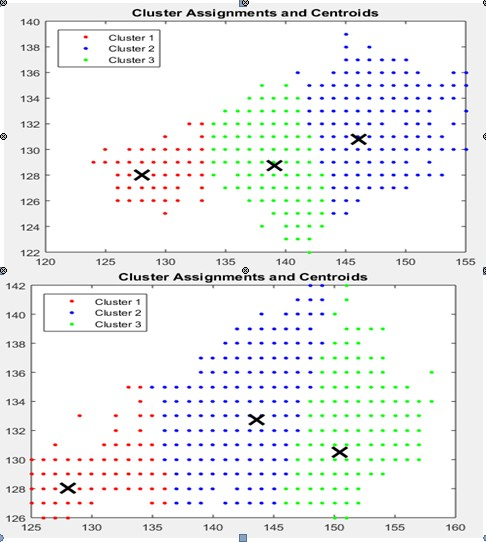 Cluster Assignments and Centroids
140
Cluster 1
138
Cluster 2
136
Cluster 3
134
132
130
128
126
124
122
120 125 130 135 140 145 150 155
Cluster Assignments and Centroids
142
Cluster 1
140
Cluster 2
138
Cluster 3
136
134
132
130
128
126
125 130 135 140 145 150 155 160